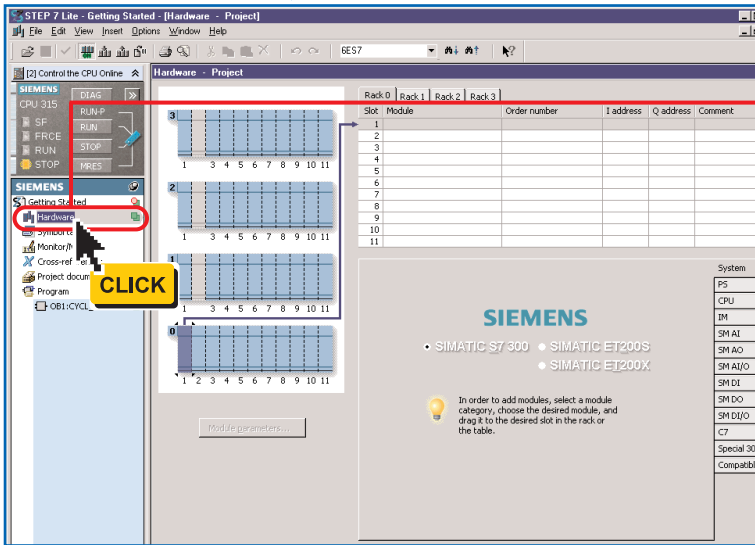 STEP 7 Lite - Getting Started - [Hardware - Project]
File Edit View Insert Options Window Help
6ES7
[2] Control the CPU Online
Hardware - Project
SIEMENS
CPU 315
DIAG
RUN-P
SF
RUN
FRCE
STOP
RUN
STOP
MRES
SIEMENS
Getting Started
Hardware
Monitor/
Cross-ref
Project docum
Program
OB1:CYCL_
CLICK
3
1 3 4 5 6 7 8 9 10 11
2
1 3 4 5 6 7 8 9 10 11
1
1 3 4 5 6 7 8 9 10 11
0
1 2 3 4 5 6 7 8 9 10 11
Module parameters...
Rack 0 Rack 1 Rack 2 Rack 3
Slot Module Order number I address Q address Comment
1
2
3
4
5
6
7
8
9
10
11
SIEMENS
SIMATIC S7 300 SIMATIC ET200S
SIMATIC ET200X
In order to add modules, select a module
category, choose the desired module, and
drag it to the desired slot in the rack or
the table.
System
PS
CPU
IM
SM AI
SM AO
SM AI/O
SM DI
SM DO
SM DI/O
C7
Special 30
Compatibl